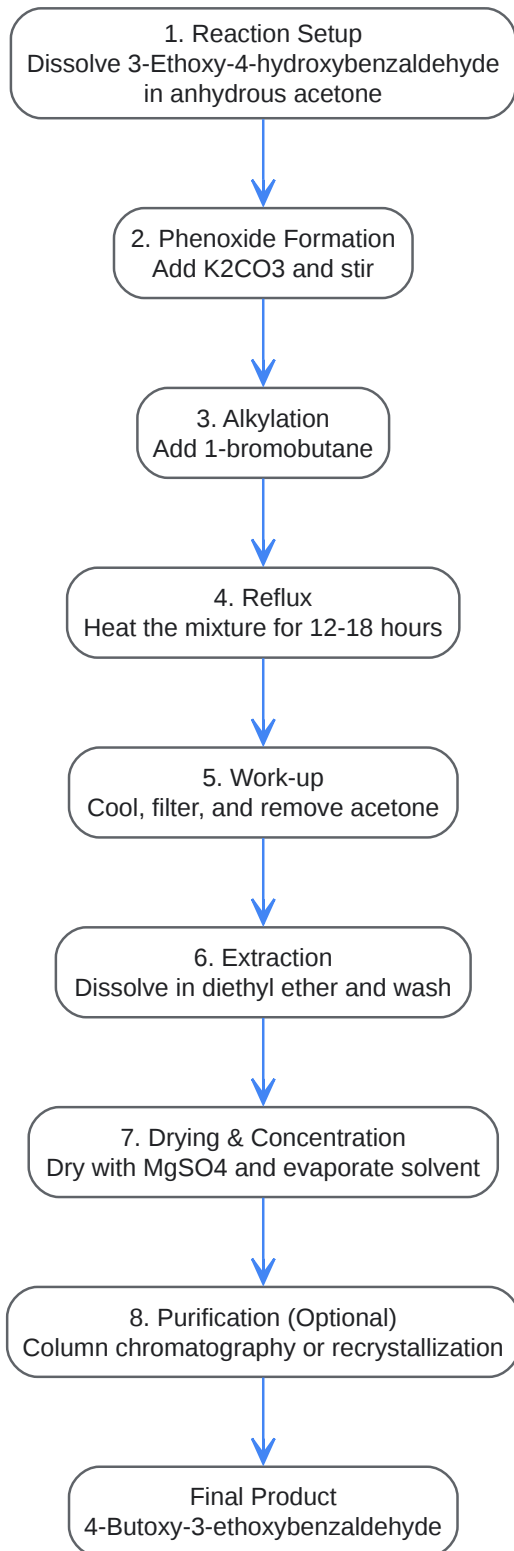 1. Reaction Setup
Dissolve 3-Ethoxy-4-hydroxybenzaldehyde
in anhydrous acetone
2. Phenoxide Formation
Add K2CO3 and stir
3. Alkylation
Add 1-bromobutane
4. Reflux
Heat the mixture for 12-18 hours
5. Work-up
Cool, filter, and remove acetone
6. Extraction
Dissolve in diethyl ether and wash
7. Drying & Concentration
Dry with MgSO4 and evaporate solvent
8. Purification (Optional)
Column chromatography or recrystallization
Final Product
4-Butoxy-3-ethoxybenzaldehyde